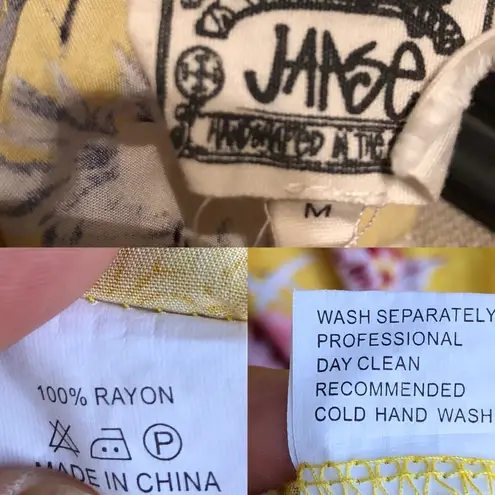 JAASE
HANDSHAPED IN THE
M
100% RAYON
P
MADE IN CHINA
WASH SEPARATELY
PROFESSIONAL
DAY CLEAN
RECOMMENDED
COLD HAND WASH